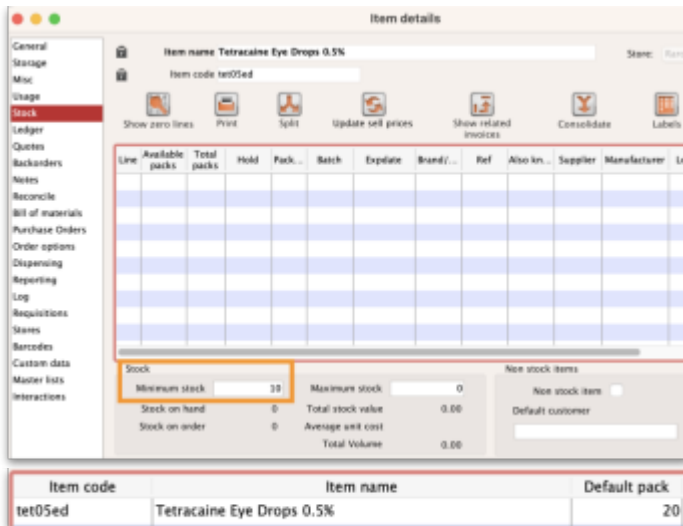 Item details
General
Storage
Misc
Usage
Stock
Ledger
Quotes
Backorders
Notes
Reconcile
Bill of materials
Purchase Orders
Order options
Dispensing
Reporting
Log
Requisitions
Stores
Barcodes
Custom data
Master lists
Interactions
Item name Tetracaine Eye Drops 0.5% Store:
Item code tet05ed
Show zero lines Print Split Update sell prices Show related invoices Consolidate Labels
Line Available packs Total packs Hold Pack... Batch Expdate Brand/... Ref Also kn... Supplier Manufacturer
Stock Non stock items
Minimum stock 10 Maximum stock 0 Non stock item
Stock on hand 0 Total stock value 0.00 Default customer
Stock on order 0 Average unit cost
Total Volume 0.00
Item code Item name Default pack
tet05ed Tetracaine Eye Drops 0.5% 20